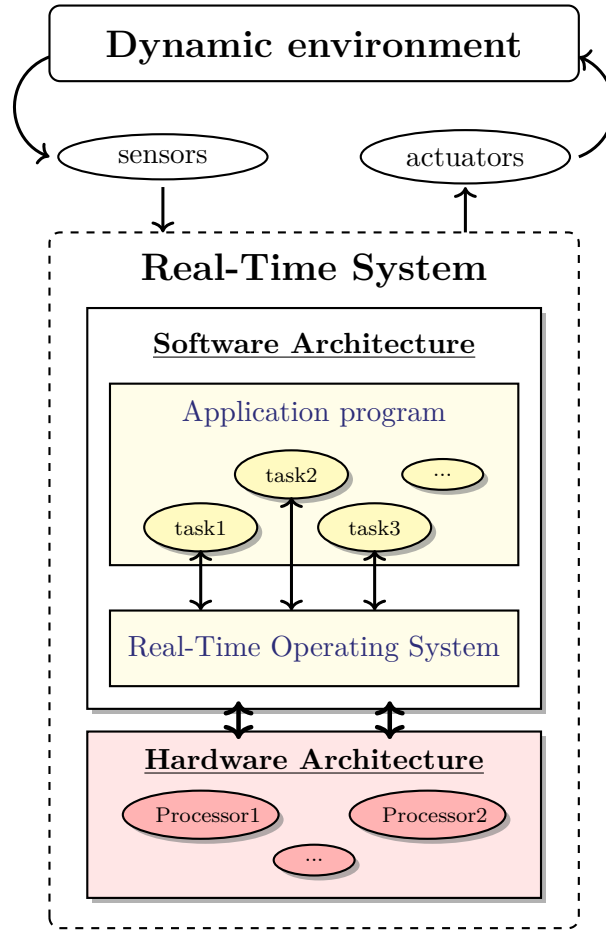 Dynamic environment
sensors
actuators
Real-Time System
Software Architecture
Application program
task2
...
task1
task3
Real-Time Operating System
Hardware Architecture
Processor1
Processor2
...